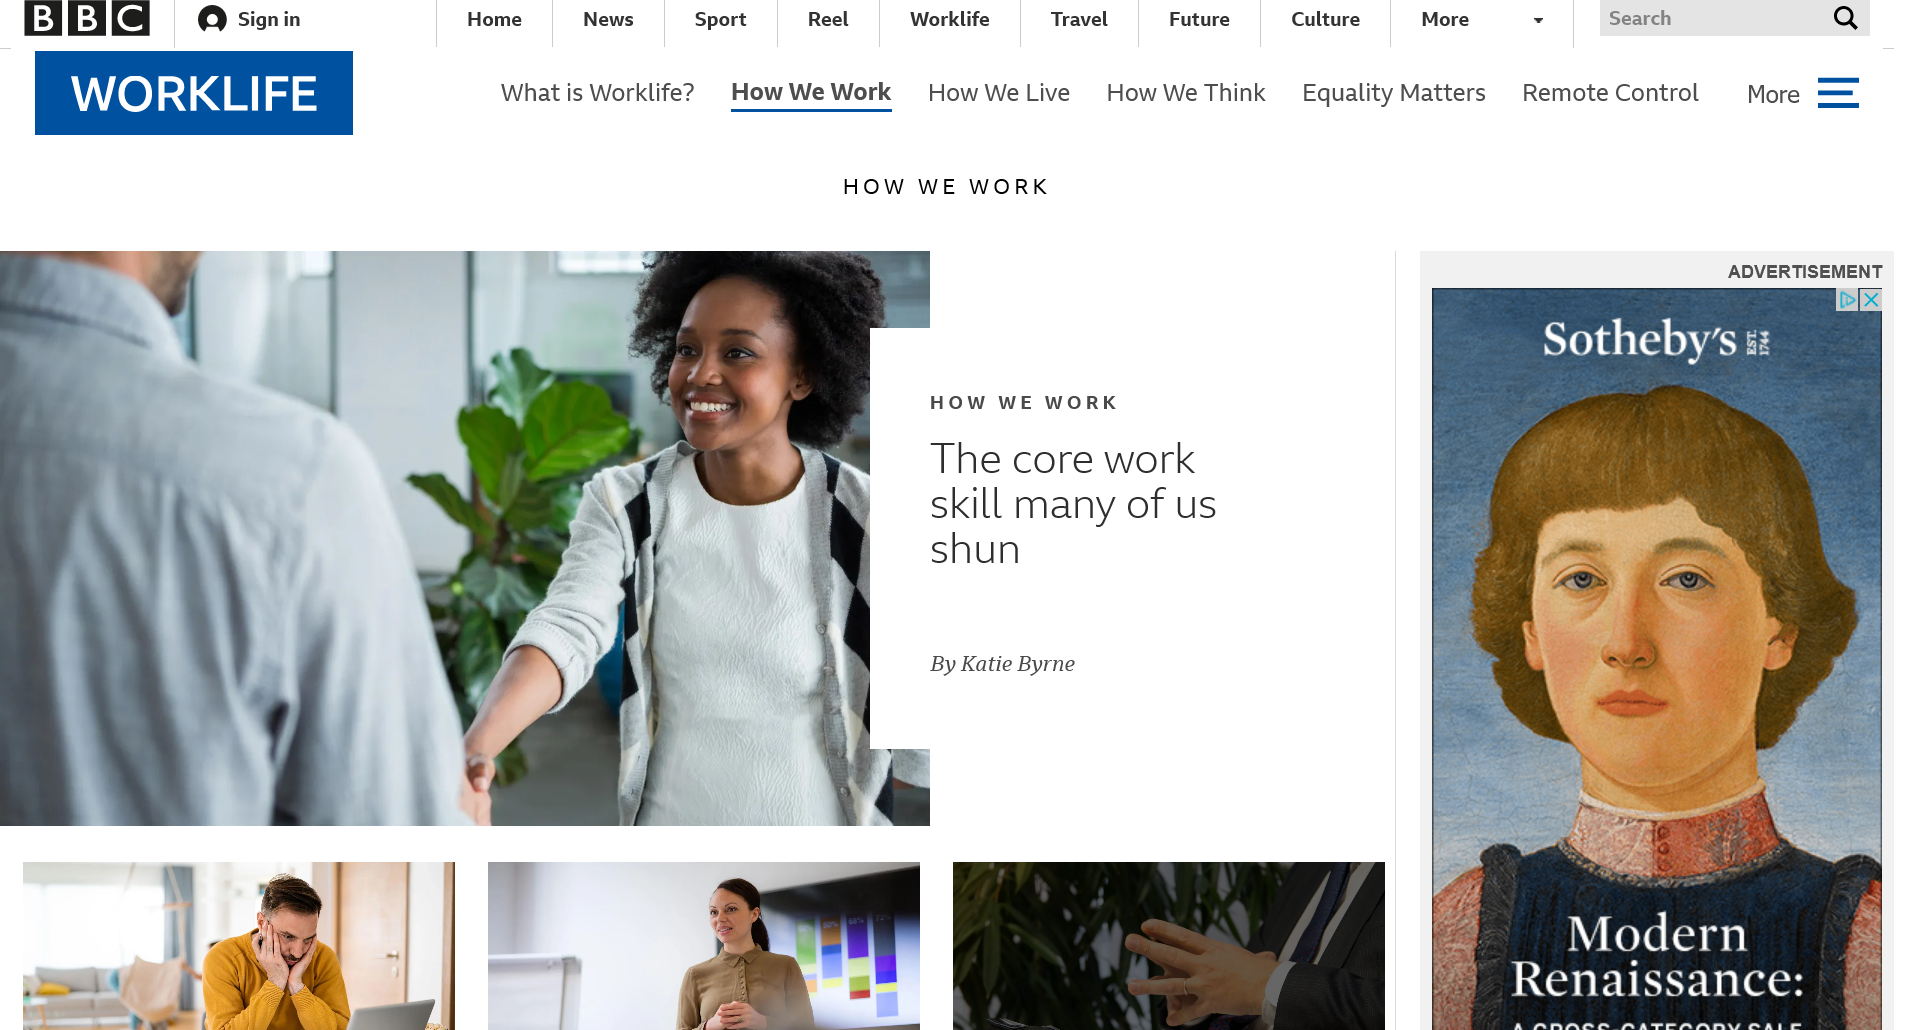 BBC
Sign in
Home
News
Sport
Reel
Worklife
Travel
Future
Culture
More
Search
WORKLIFE
What is Worklife?
How We Work
How We Live
How We Think
Equality Matters
Remote Control
More
HOW WE WORK
HOW WE WORK
The core work
skill many of us
shun
By Katie Byrne
ADVERTISEMENT
Sotheby's EST. 1744
Modern
Renaissance:
A CROSS-CATEGORY SALE